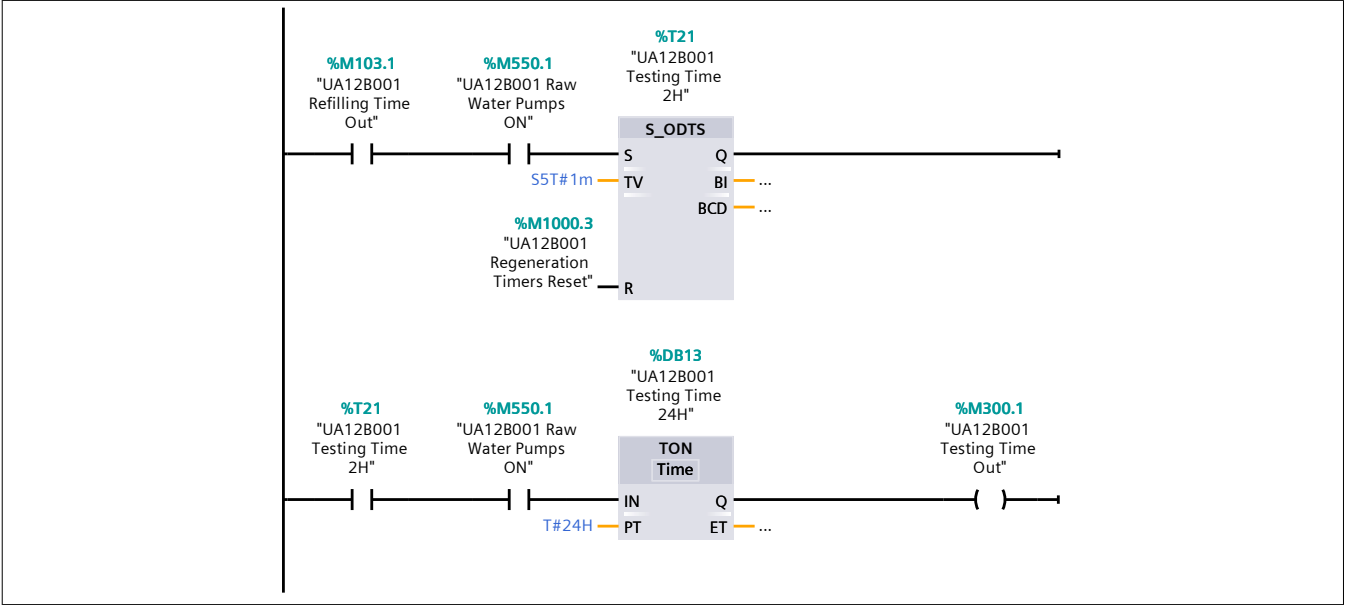 %T21
"UA12B001
Testing Time
2H"
%M103.1
"UA12B001
Refilling Time
Out"
%M550.1
"UA12B001 Raw
Water Pumps
ON"
S_ODTS
S
Q
S5T#1m
TV
BI
...
BCD
...
%M1000.3
"UA12B001
Regeneration
Timers Reset"
R
%DB13
"UA12B001
Testing Time
24H"
%T21
"UA12B001
Testing Time
2H"
%M550.1
"UA12B001 Raw
Water Pumps
ON"
TON
Time
%M300.1
"UA12B001
Testing Time
Out"
IN
Q
T#24H
PT
ET
...